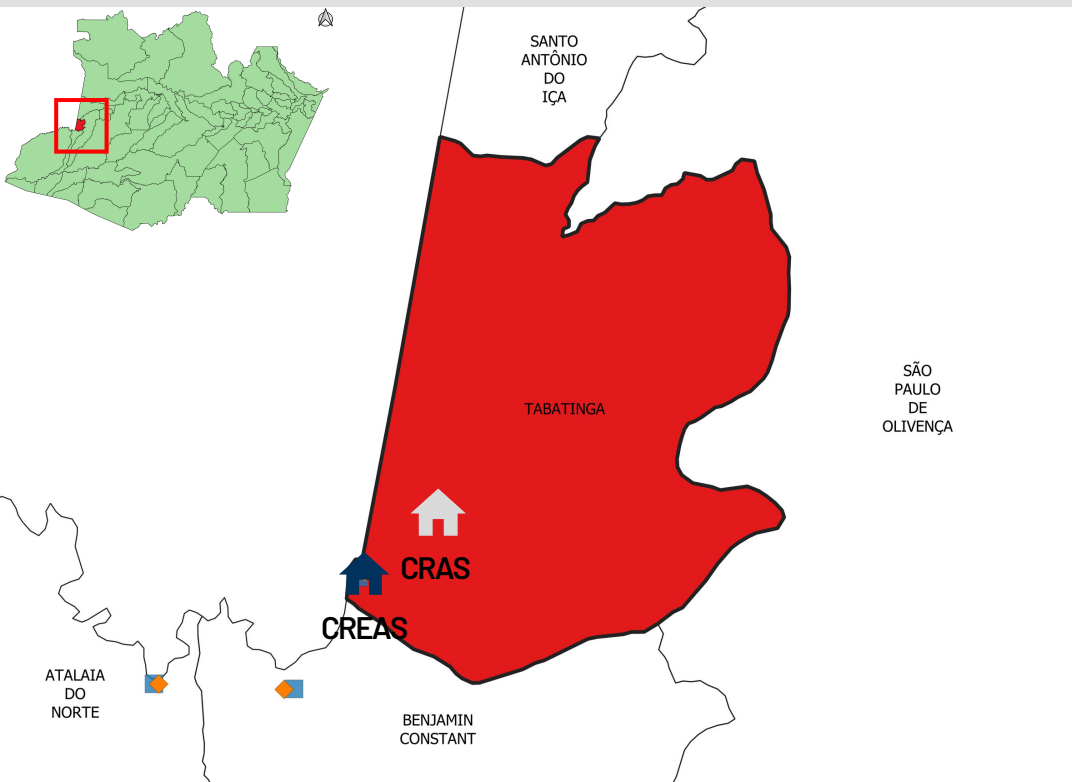 SANTO
ANTÔNIO
DO
IÇA
SÃO
PAULO
DE
OLIVENÇA
TABATINGA
CRAS
CREAS
ATALAIA
DO
NORTE
BENJAMIN
CONSTANT